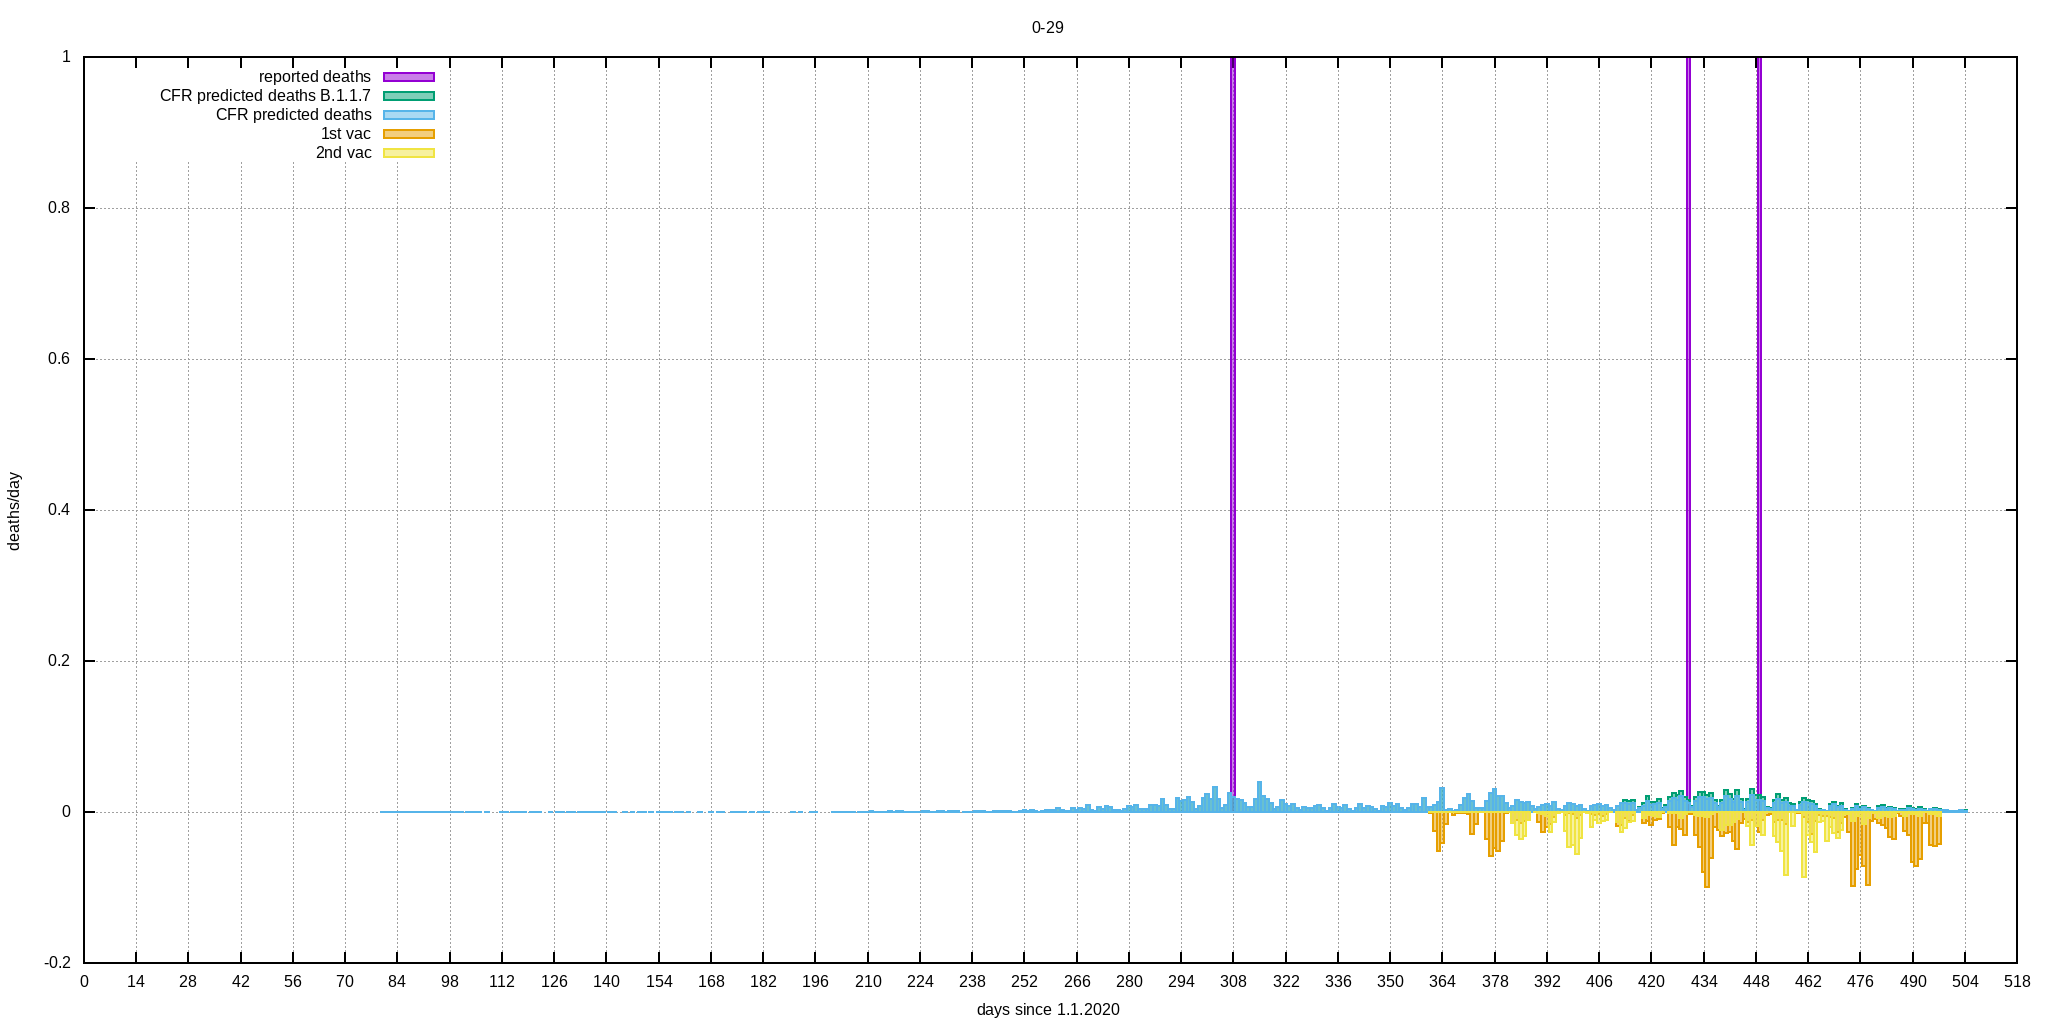 0-29
reported deaths
CFR predicted deaths B.1.1.7
CFR predicted deaths
1st vac
2nd vac
1
0.8
0.6
0.4
0.2
0
-0.2
deaths/day
0 14 28 42 56 70 84 98 112 126 140 154 168 182 196 210 224 238 252 266 280 294 308 322 336 350 364 378 392 406 420 434 448 462 476 490 504 518
days since 1.1.2020